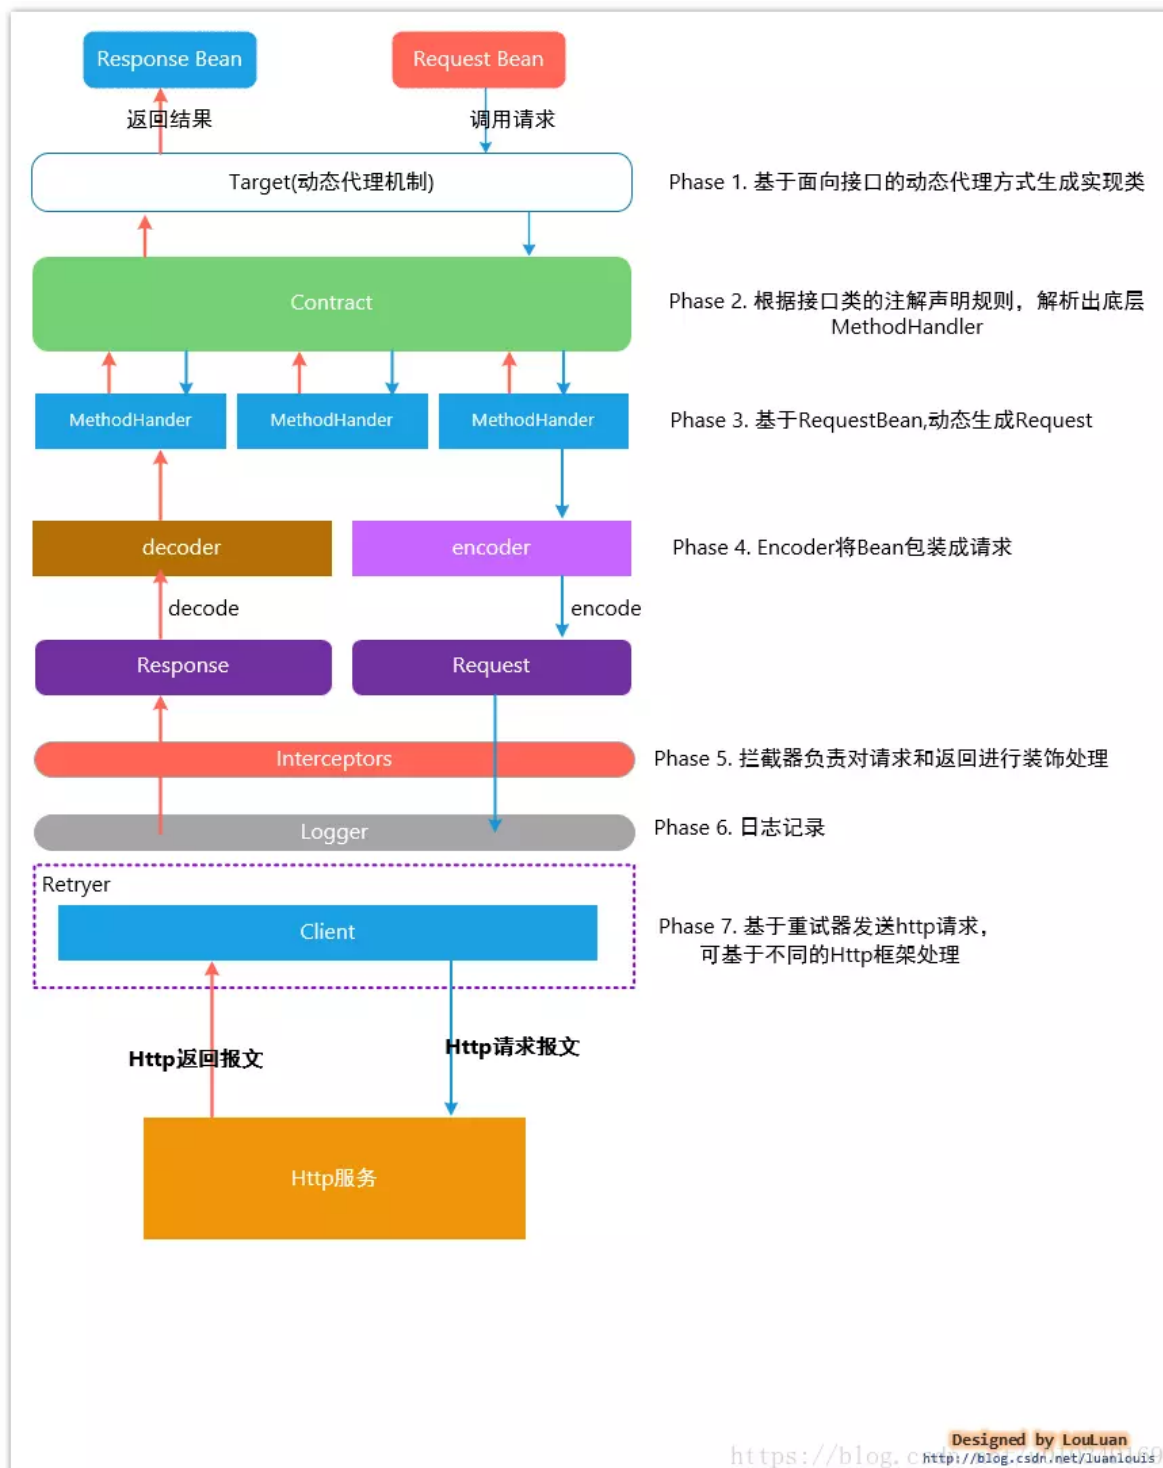 Response Bean
Request Bean
返回结果
调用请求
Target(动态代理机制)
Phase 1. 基于面向接口的动态代理方式生成实现类
Contract
Phase 2. 根据接口类的注解声明规则，解析出底层
MethodHandler
MethodHander
MethodHander
MethodHander
Phase 3. 基于RequestBean,动态生成Request
decoder
encoder
Phase 4. Encoder将Bean包装成请求
decode
encode
Response
Request
Interceptors
Phase 5. 拦截器负责对请求和返回进行装饰处理
Logger
Phase 6. 日志记录
Retryer
Client
Phase 7. 基于重试器发送http请求，
可基于不同的Http框架处理
Http返回报文
Http请求报文
Http服务
Designed by LouLuan
http://blog.csdn.net/luanlouis